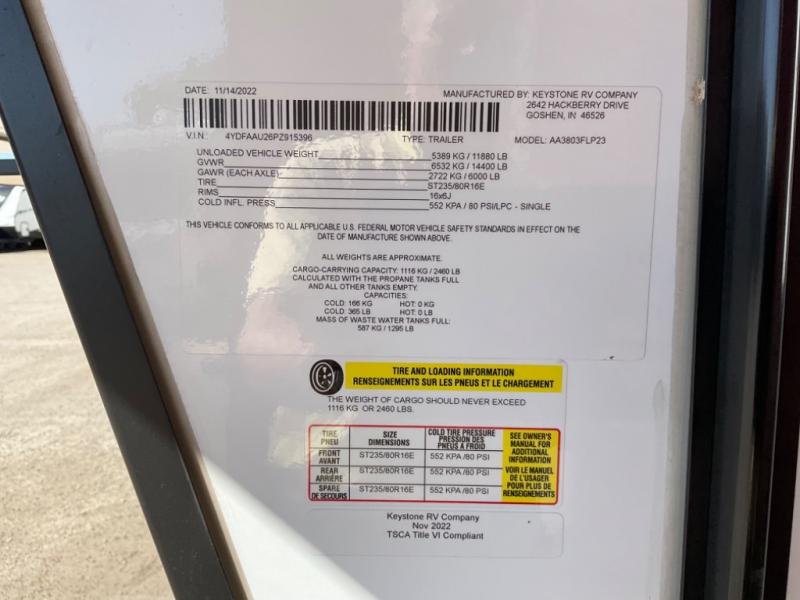 DATE: 11/14/2022
MANUFACTURED BY: KEYSTONE RV COMPANY
2642 HACKBERRY DRIVE
GOSHEN, IN 46526
V.I.N.: 4YDFAAU26PZ915396 TYPE: TRAILER MODEL: AA3803FLP23
UNLOADED VEHICLE WEIGHT 5389 KG / 11880 LB
GVWR 6532 KG / 14400 LB
GAWR (EACH AXLE) 2722 KG / 6000 LB
TIRE ST235/80R16E
RIMS 16x6J
COLD INFL. PRESS 552 KPA / 80 PSI/LPC - SINGLE
THIS VEHICLE CONFORMS TO ALL APPLICABLE U.S. FEDERAL MOTOR VEHICLE SAFETY STANDARDS IN EFFECT ON THE
DATE OF MANUFACTURE SHOWN ABOVE.
ALL WEIGHTS ARE APPROXIMATE.
CARGO-CARRYING CAPACITY: 1116 KG / 2460 LB
CALCULATED WITH THE PROPANE TANKS FULL
AND ALL OTHER TANKS EMPTY.
CAPACITIES:
COLD: 166 KG HOT: 0 KG
COLD: 365 LB HOT: 0 LB
MASS OF WASTE WATER TANKS FULL:
587 KG / 1295 LB
TIRE AND LOADING INFORMATION
RENSEIGNEMENTS SUR LES PNEUS ET LE CHARGEMENT
THE WEIGHT OF CARGO SHOULD NEVER EXCEED
1116 KG OR 2460 LBS.
TIRE
PNEU
SIZE
DIMENSIONS
COLD TIRE PRESSURE
PRESSION DES
PNEUS A FROID
FRONT
AVANT
ST235/80R16E
552 KPA /80 PSI
REAR
ARRIÈRE
ST235/80R16E
552 KPA /80 PSI
SPARE
DE SECOURS
ST235/80R16E
552 KPA /80 PSI
SEE OWNER'S
MANUAL FOR
ADDITIONAL
INFORMATION
VOIR LE MANUEL
DE L'USAGER
POUR PLUS DE
RENSEIGNEMENTS
Keystone RV Company
Nov 2022
TSCA Title VI Compliant